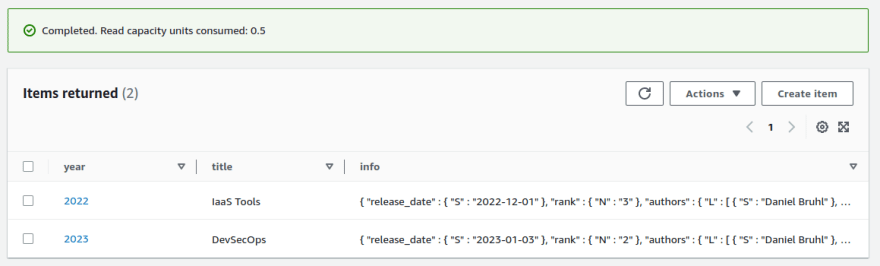 Completed. Read capacity units consumed: 0.5
Items returned (2)
Actions
Create item
1
year title info
2022 IaaS Tools { "release_date" : { "S" : "2022-12-01" }, "rank" : { "N" : "3" }, "authors" : { "L" : [ { "S" : "Daniel Bruhl" }, …
2023 DevSecOps { "release_date" : { "S" : "2023-01-03" }, "rank" : { "N" : "2" }, "authors" : { "L" : [ { "S" : "Daniel Bruhl" }, …